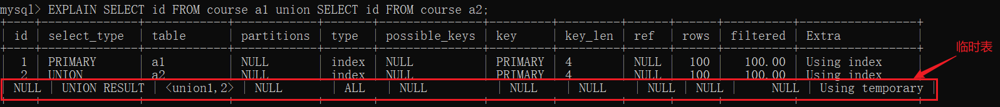 mysql> EXPLAIN SELECT id FROM course a1 union SELECT id FROM course a2;
| id | select_type | table | partitions | type | possible_keys | key | key_len | ref | rows | filtered | Extra |
临时表
| 1 | PRIMARY | a1 | NULL | index | NULL | PRIMARY | 4 | NULL | 100 | 100.00 | Using index |
| 2 | UNION | a2 | NULL | index | NULL | PRIMARY | 4 | NULL | 100 | 100.00 | Using index |
| NULL | UNION RESULT | <union1,2> | NULL | ALL | NULL | NULL | NULL | NULL | NULL | NULL | Using temporary |